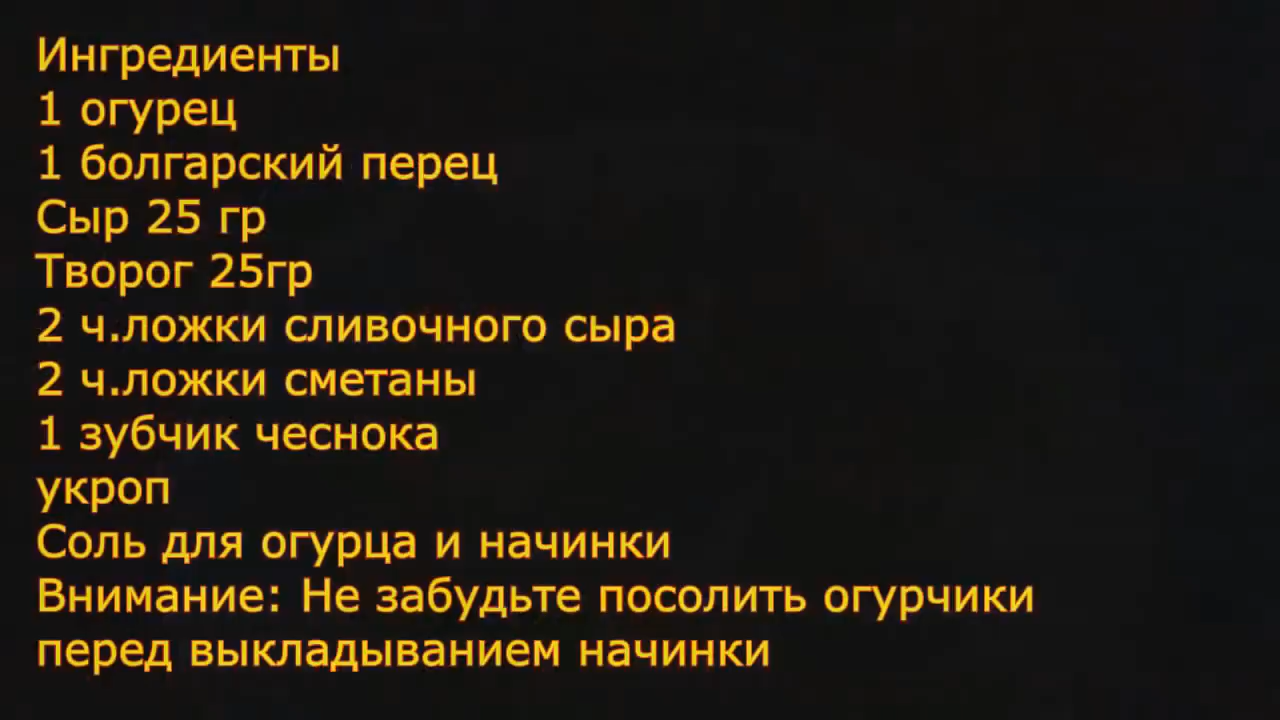 Ингредиенты
1 огурец
1 болгарский перец
Сыр 25 гр
Творог 25гр
2 ч.ложки сливочного сыра
2 ч.ложки сметаны
1 зубчик чеснока
укроп
Соль для огурца и начинки
Внимание: Не забудьте посолить огурчики
перед выкладыванием начинки